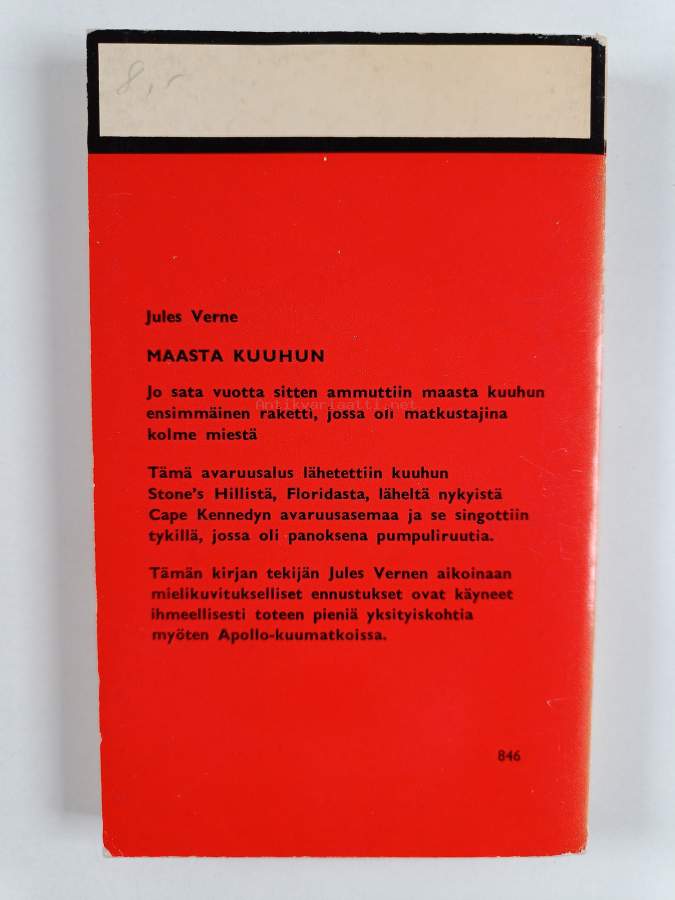 8,-
Jules Verne
MAASTA KUUHUN
Jo sata vuotta sitten ammuttiin maasta kuuhun
Antikvariaatti.net
ensimmäinen raketti, jossa oli matkustajina
kolme miestä
Tämä avaruusalus lähetettiin kuuhun
Stone's Hillistä, Floridasta, läheltä nykyistä
Cape Kennedyn avaruusasemaa ja se singottiin
tykillä, jossa oli panoksena pumpuliruutia.
Tämän kirjan tekijän Jules Vernen aikoinaan
mielikuvitukselliset ennustukset ovat käyneet
ihmeellisesti toteen pieniä yksityiskohtia
myöten Apollo-kuumatkoissa.
846